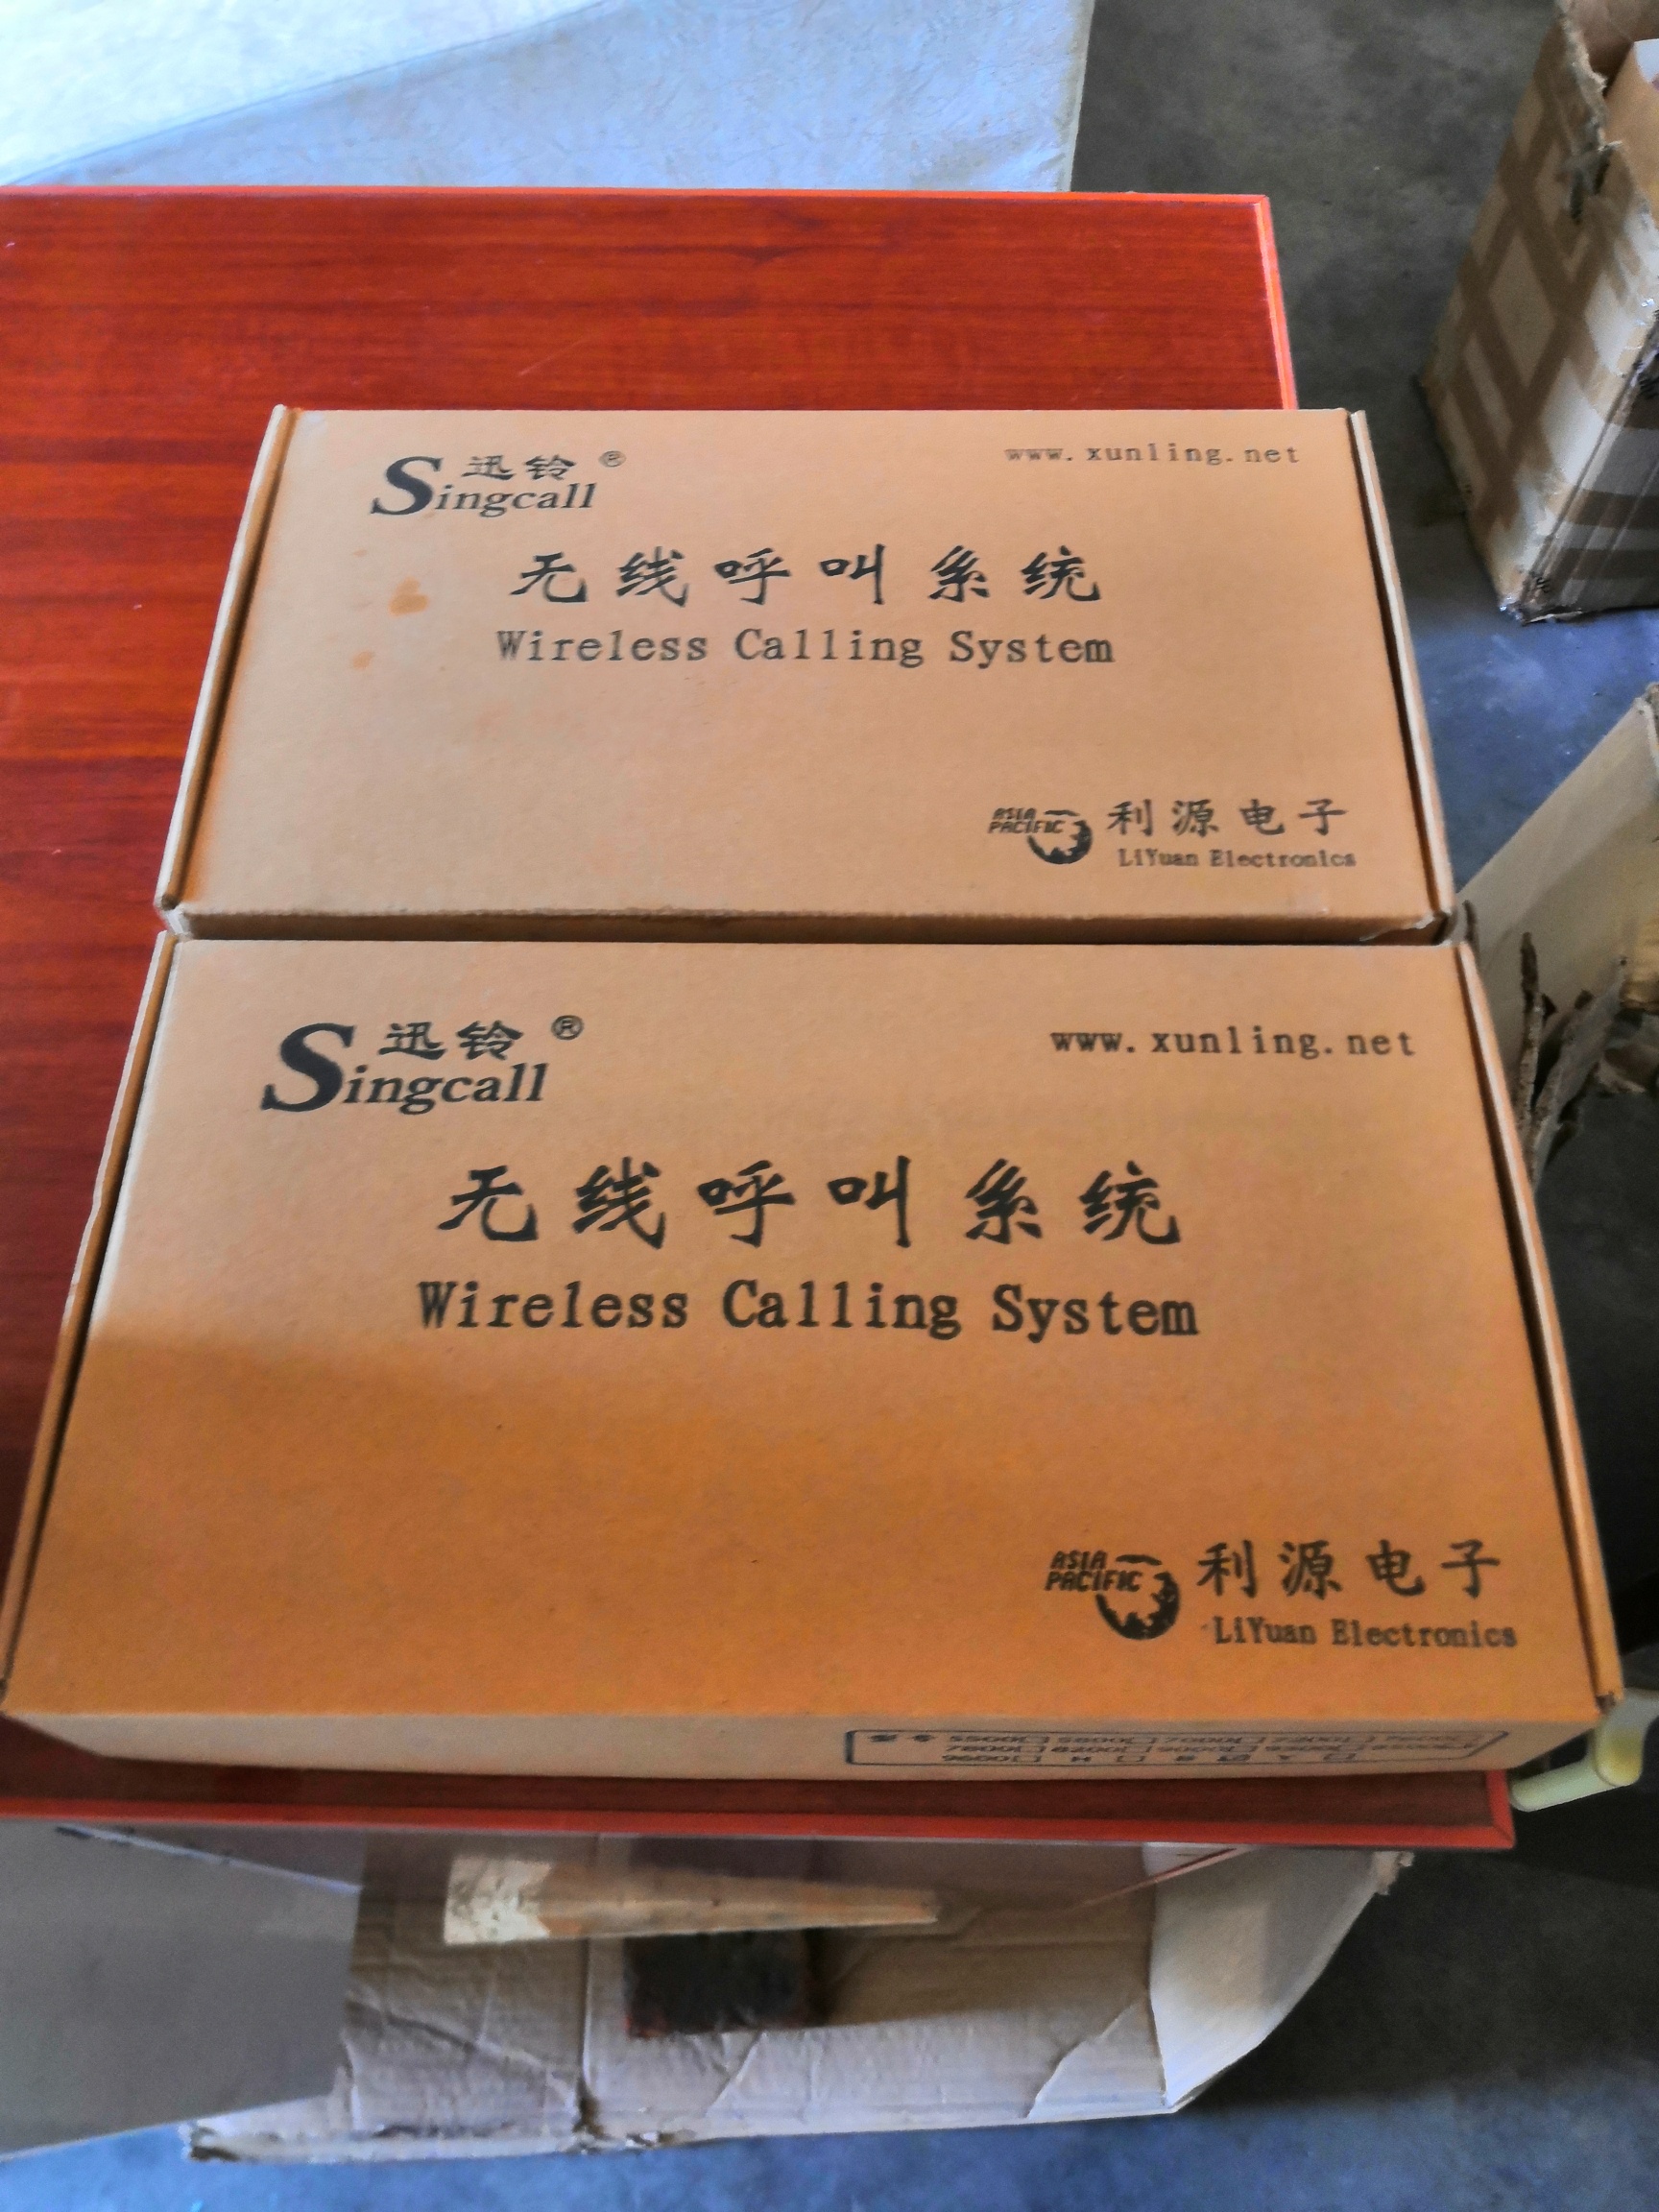 迅铃®
Singcall
www.xunling.net
无线呼叫系统
Wireless Calling System
ASIA
PACIFIC
利源电子
LiYuan Electronics
迅铃®
Singcall
www.xunling.net
无线呼叫系统
Wireless Calling System
ASIA
PACIFIC
利源电子
LiYuan Electronics